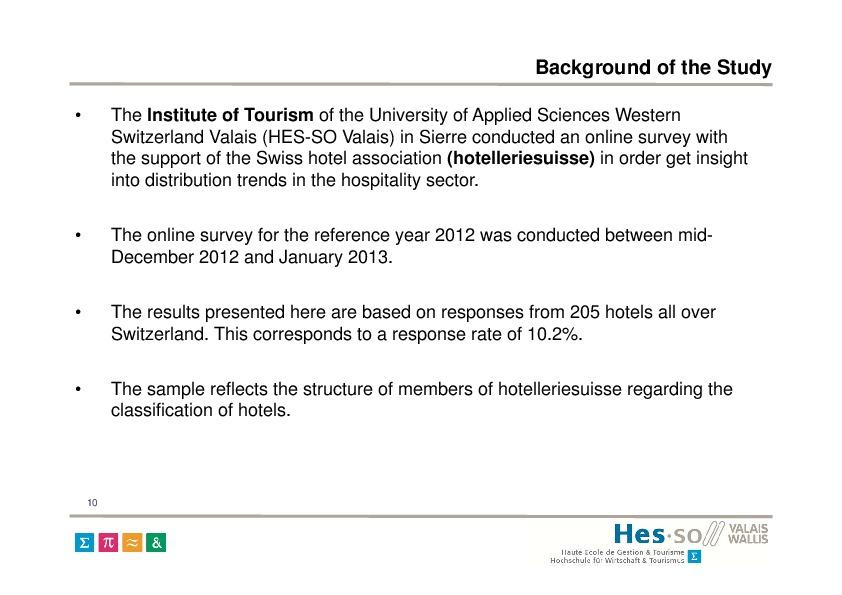 Background of the Study
• The Institute of Tourism of the University of Applied Sciences Western
Switzerland Valais (HES-SO Valais) in Sierre conducted an online survey with
the support of the Swiss hotel association (hotelleriesuisse) in order get insight
into distribution trends in the hospitality sector.
• The online survey for the reference year 2012 was conducted between mid-
December 2012 and January 2013.
• The results presented here are based on responses from 205 hotels all over
Switzerland. This corresponds to a response rate of 10.2%.
• The sample reflects the structure of members of hotelleriesuisse regarding the
classification of hotels.
10
Σ π ≈ &
Hes·so // VALAIS
WALLIS
Haute Ecole de Gestion & Tourisme
Hochschule für Wirtschaft & Tourismus Σ